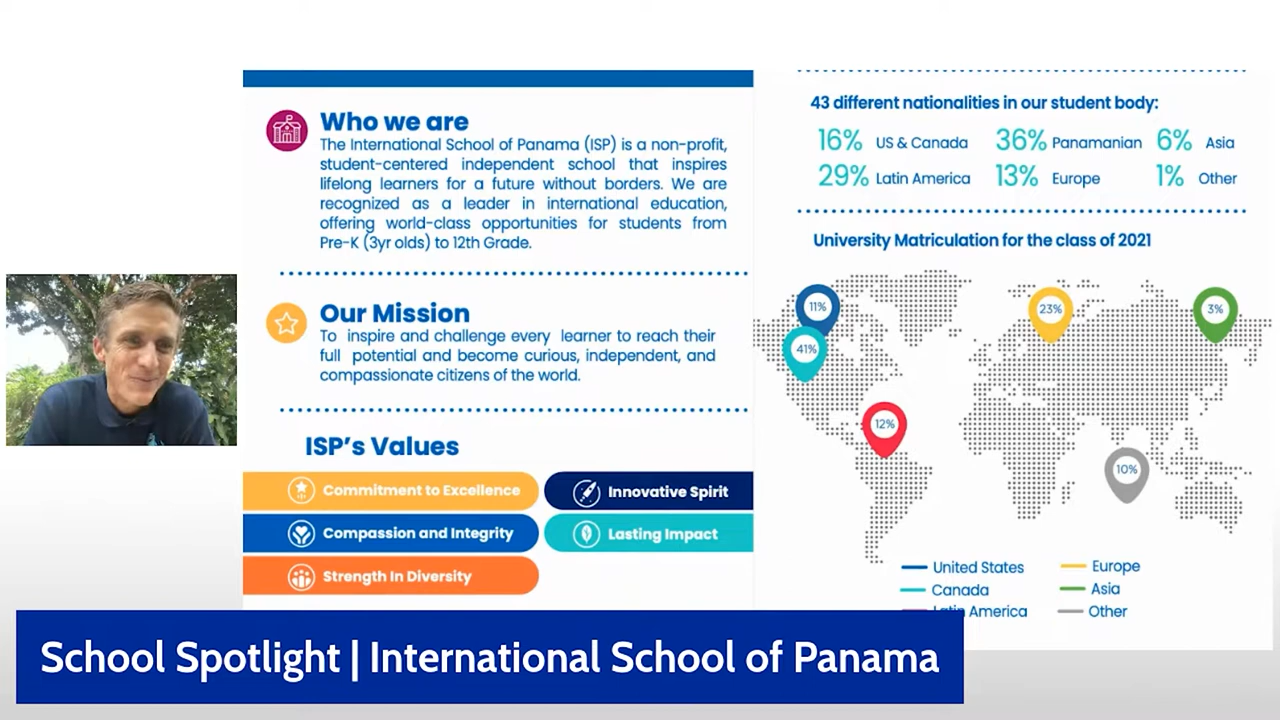 Who we are
The International School of Panama (ISP) is a non-profit,
student-centered independent school that inspires
lifelong learners for a future without borders. We are
recognized as a leader in international education,
offering world-class opportunities for students from
Pre-K (3yr olds) to 12th Grade.
Our Mission
To inspire and challenge every learner to reach their
full potential and become curious, independent, and
compassionate citizens of the world.
ISP's Values
Commitment to Excellence
Innovative Spirit
Compassion and Integrity
Lasting Impact
Strength In Diversity
43 different nationalities in our student body:
16% US & Canada 36% Panamanian 6% Asia
29% Latin America 13% Europe 1% Other
University Matriculation for the class of 2021
11%
23%
3%
41%
12%
10%
United States
Europe
Canada
Asia
Latin America
Other
School Spotlight | International School of Panama